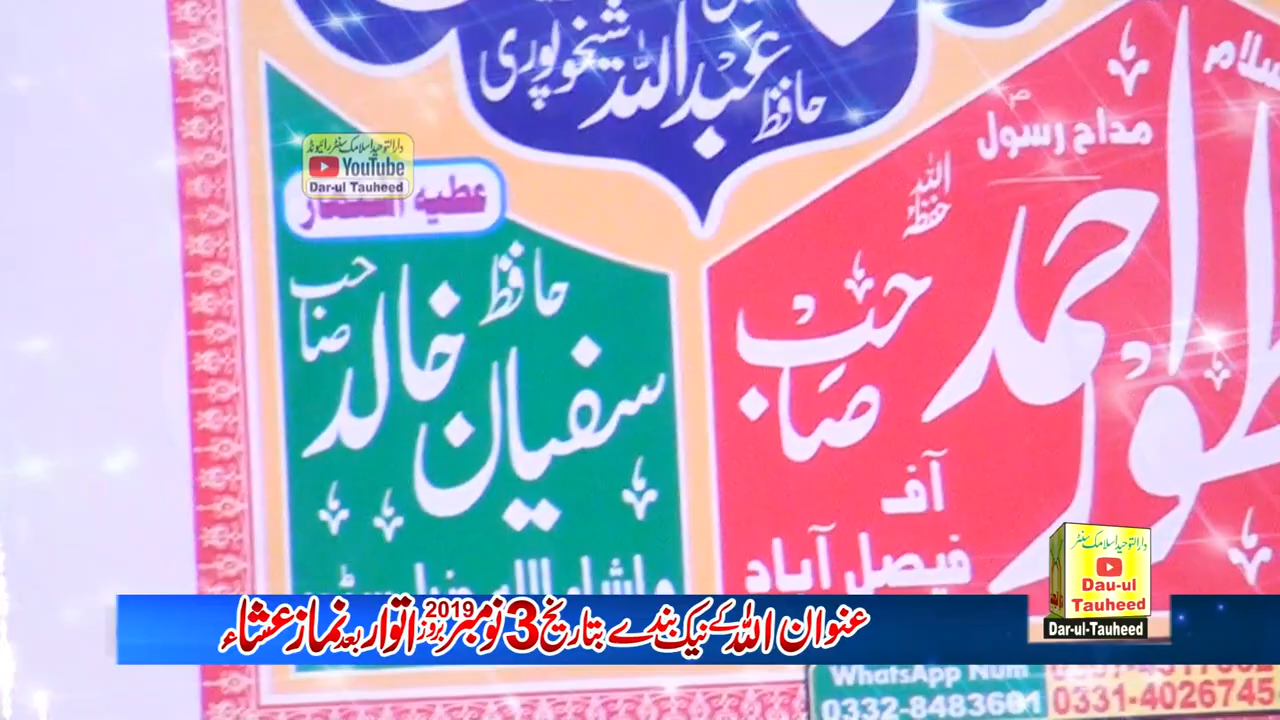 حافظ عبداللہ شیخوپوری
سلام
مداح رسول ص
دارالتوحید اسلامک سنٹر رائیونڈ
YouTube
Dar-ul Tauheed
عطیہ
حفظہ اللہ
احمد صاحب
حافظ
سفیان خالد صاحب
آف
فیصل آباد
دارالتوحید اسلامک سنٹر
Dau-ul
Tauheed
Dar-ul-Tauheed
عنوان اللہ کے نیک بندے بتاریخ 3 نومبر 2019 بروز اتوار بعد نماز عشاء
WhatsApp Num
0332-8483601
0331-4026745